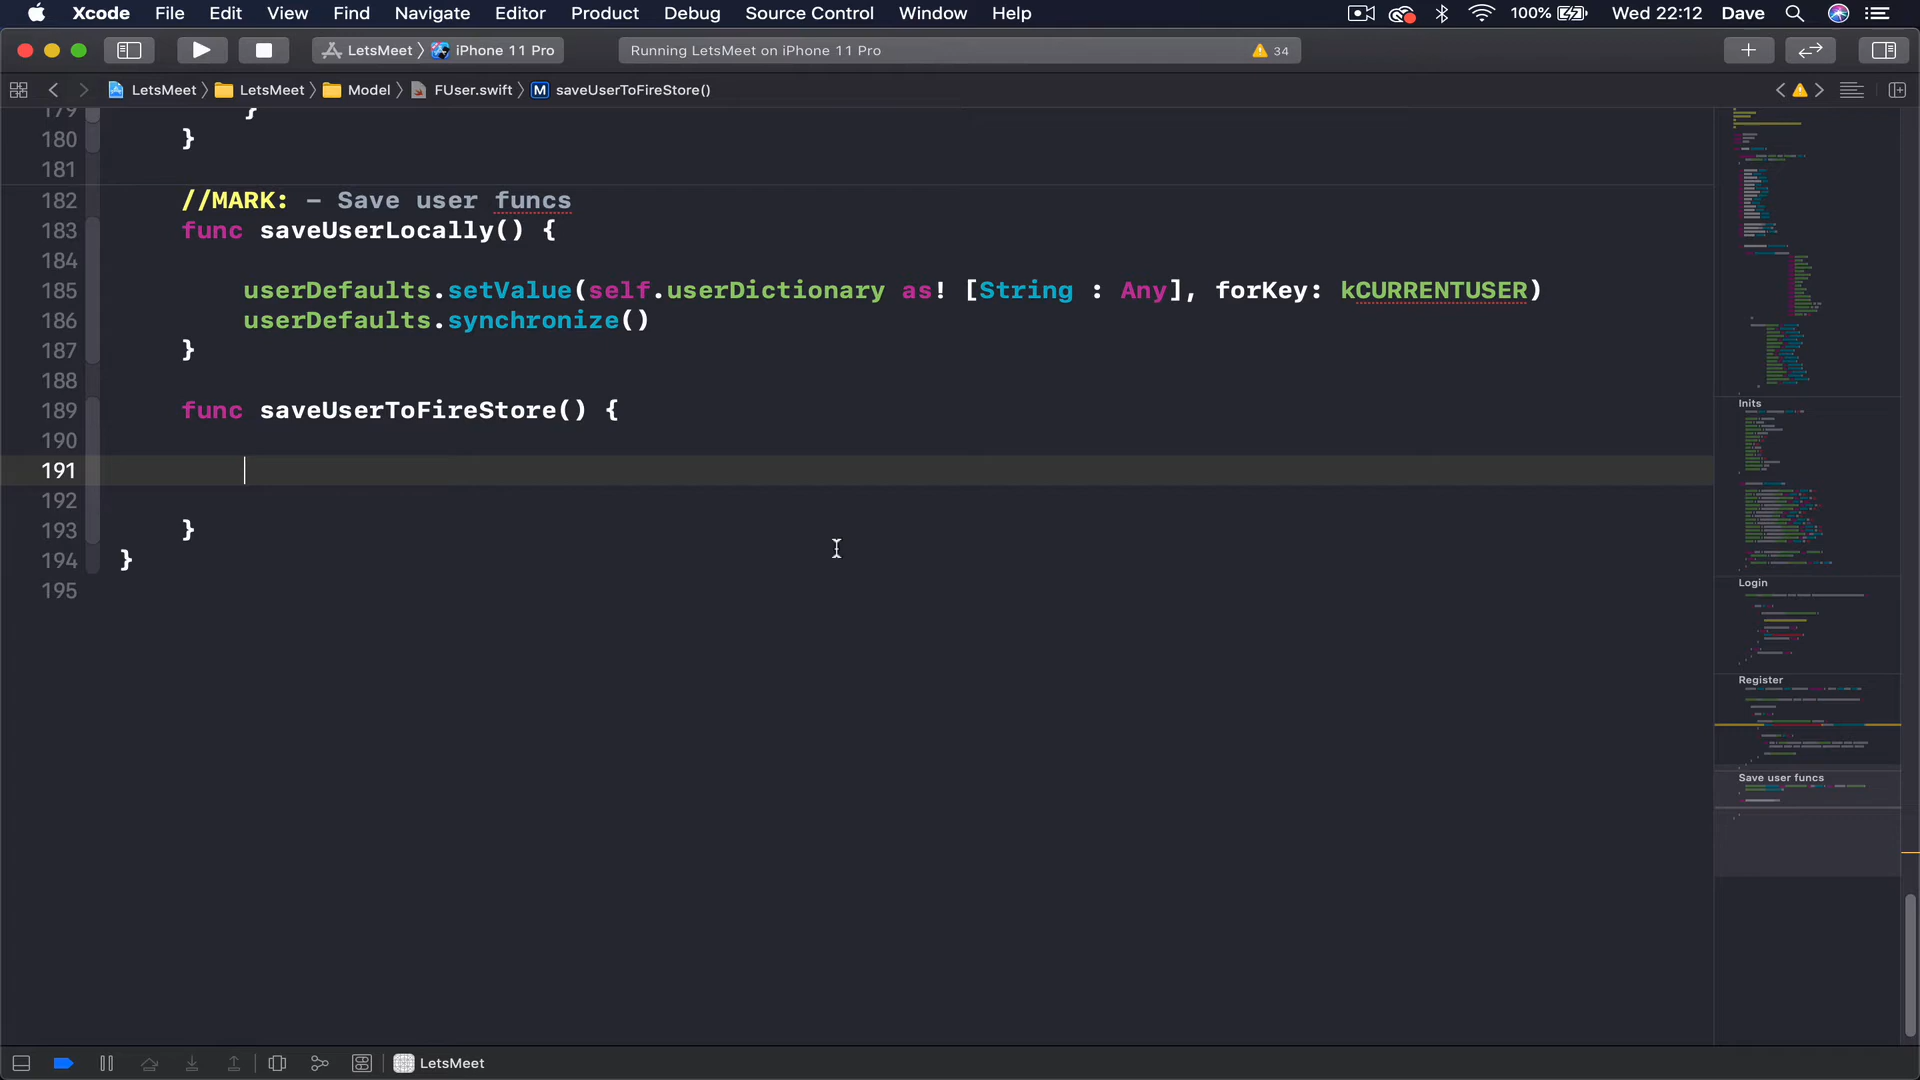 Xcode File Edit View Find Navigate Editor Product Debug Source Control Window Help 100% Wed 22:12 Dave
LetsMeet iPhone 11 Pro Running LetsMeet on iPhone 11 Pro 34
LetsMeet LetsMeet Model FUser.swift M saveUserToFireStore()
179 }
180 }
181
182 //MARK: - Save user funcs
183 func saveUserLocally() {
184
185 userDefaults.setValue(self.userDictionary as! [String : Any], forKey: kCURRENTUSER)
186 userDefaults.synchronize()
187 }
188
189 func saveUserToFireStore() {
190
191
192
193 }
194 }
195
Inits
Login
Register
Save user funcs
LetsMeet